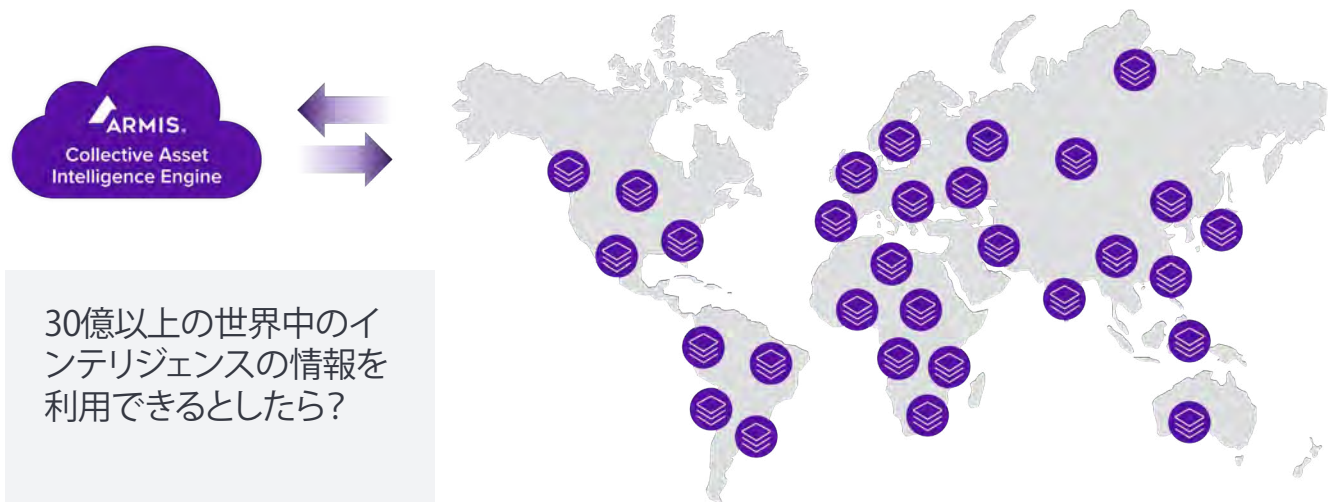 ARMIS.
Collective Asset
Intelligence Engine
30億以上の世界中のイ
ンテリジェンスの情報を
利用できるとしたら？